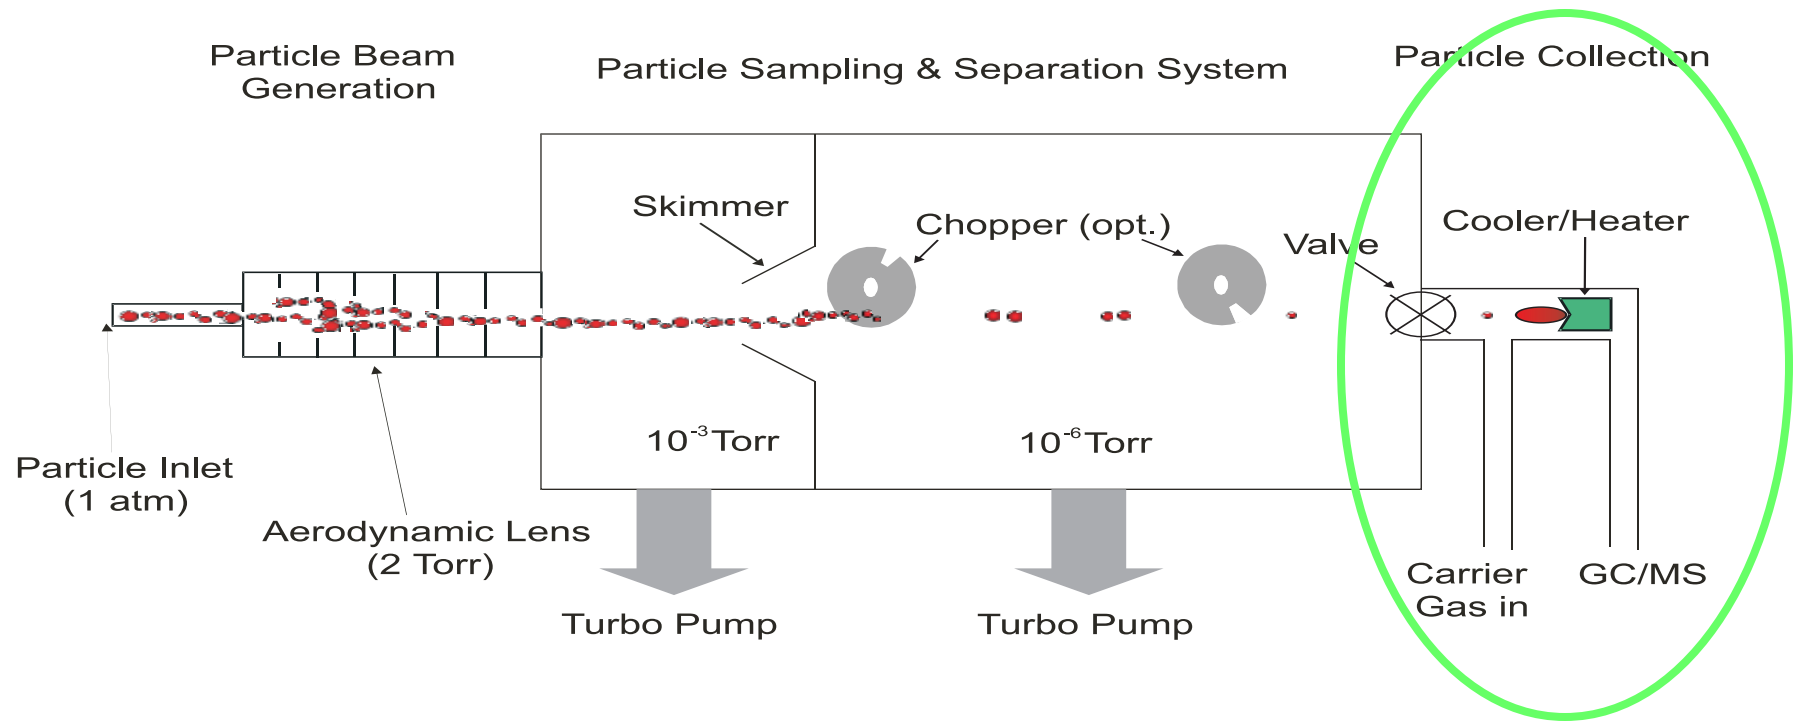 Particle Beam
Generation
Particle Sampling & Separation System
Particle Collection
Skimmer
Chopper (opt.)
Valve
Cooler/Heater
10⁻³Torr
10⁻⁶Torr
Particle Inlet
(1 atm)
Aerodynamic Lens
(2 Torr)
Carrier
Gas in
GC/MS
Turbo Pump
Turbo Pump